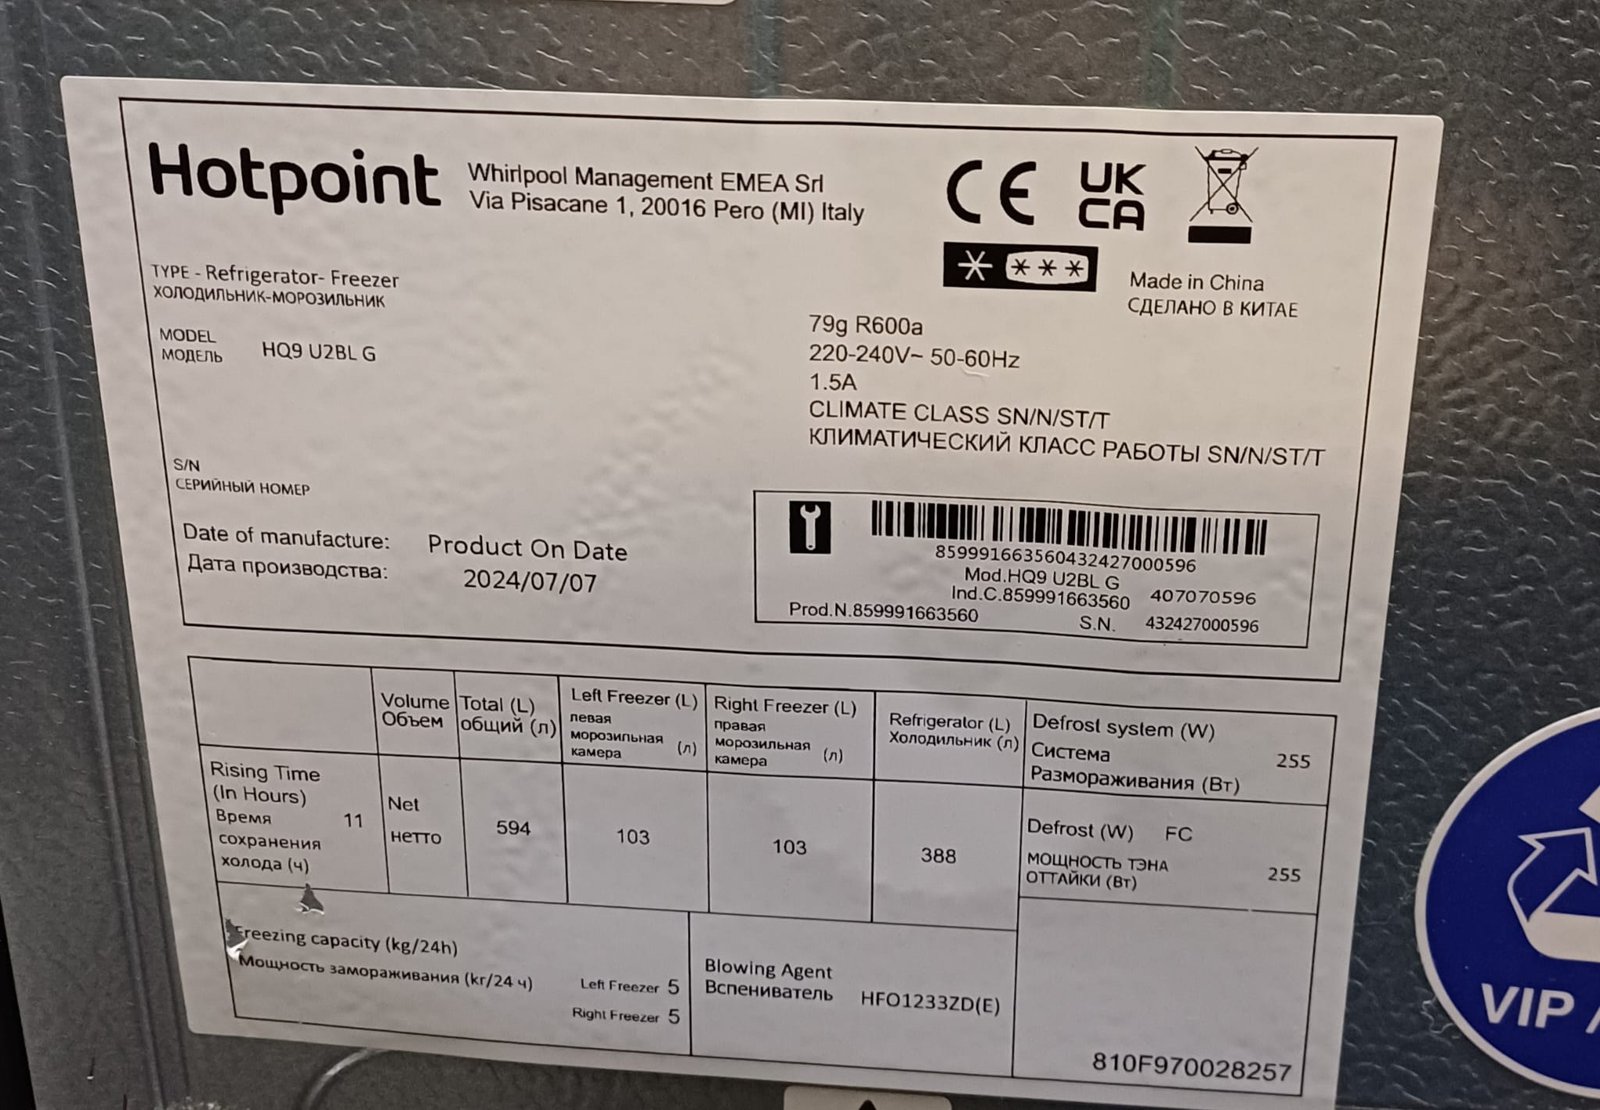 Hotpoint
Whirlpool Management EMEA Srl
Via Pisacane 1, 20016 Pero (MI) Italy
CE
UK
CA
TYPE - Refrigerator- Freezer
ХОЛОДИЛЬНИК-МОРОЗИЛЬНИК
Made in China
СДЕЛАНО В КИТАЕ
MODEL
МОДЕЛЬ
HQ9 U2BL G
79g R600a
220-240V~ 50-60Hz
1.5A
CLIMATE CLASS SN/N/ST/T
КЛИМАТИЧЕСКИЙ КЛАСС РАБОТЫ SN/N/ST/T
S/N
СЕРИЙНЫЙ НОМЕР
Date of manufacture:
Дата производства:
Product On Date
2024/07/07
859991663560432427000596
Mod.HQ9 U2BL G
Ind.C.859991663560 407070596
Prod.N.859991663560 S.N. 432427000596
Volume
Объем
Total (L)
общий (л)
Left Freezer (L)
левая
морозильная
камера (л)
Right Freezer (L)
правая
морозильная
камера (л)
Refrigerator (L)
Холодильник (л)
Defrost system (W)
Система
Размораживания (Вт)
255
Rising Time
(In Hours)
Время
сохранения
холода (ч)
11
Net
нетто
594
103
103
388
Defrost (W) FC
МОЩНОСТЬ ТЭНА
ОТТАЙКИ (Вт)
255
Freezing capacity (kg/24h)
Мощность замораживания (кг/24 ч)
Left Freezer 5
Right Freezer 5
Blowing Agent
Вспениватель
HFO1233ZD(E)
810F970028257
VIP /